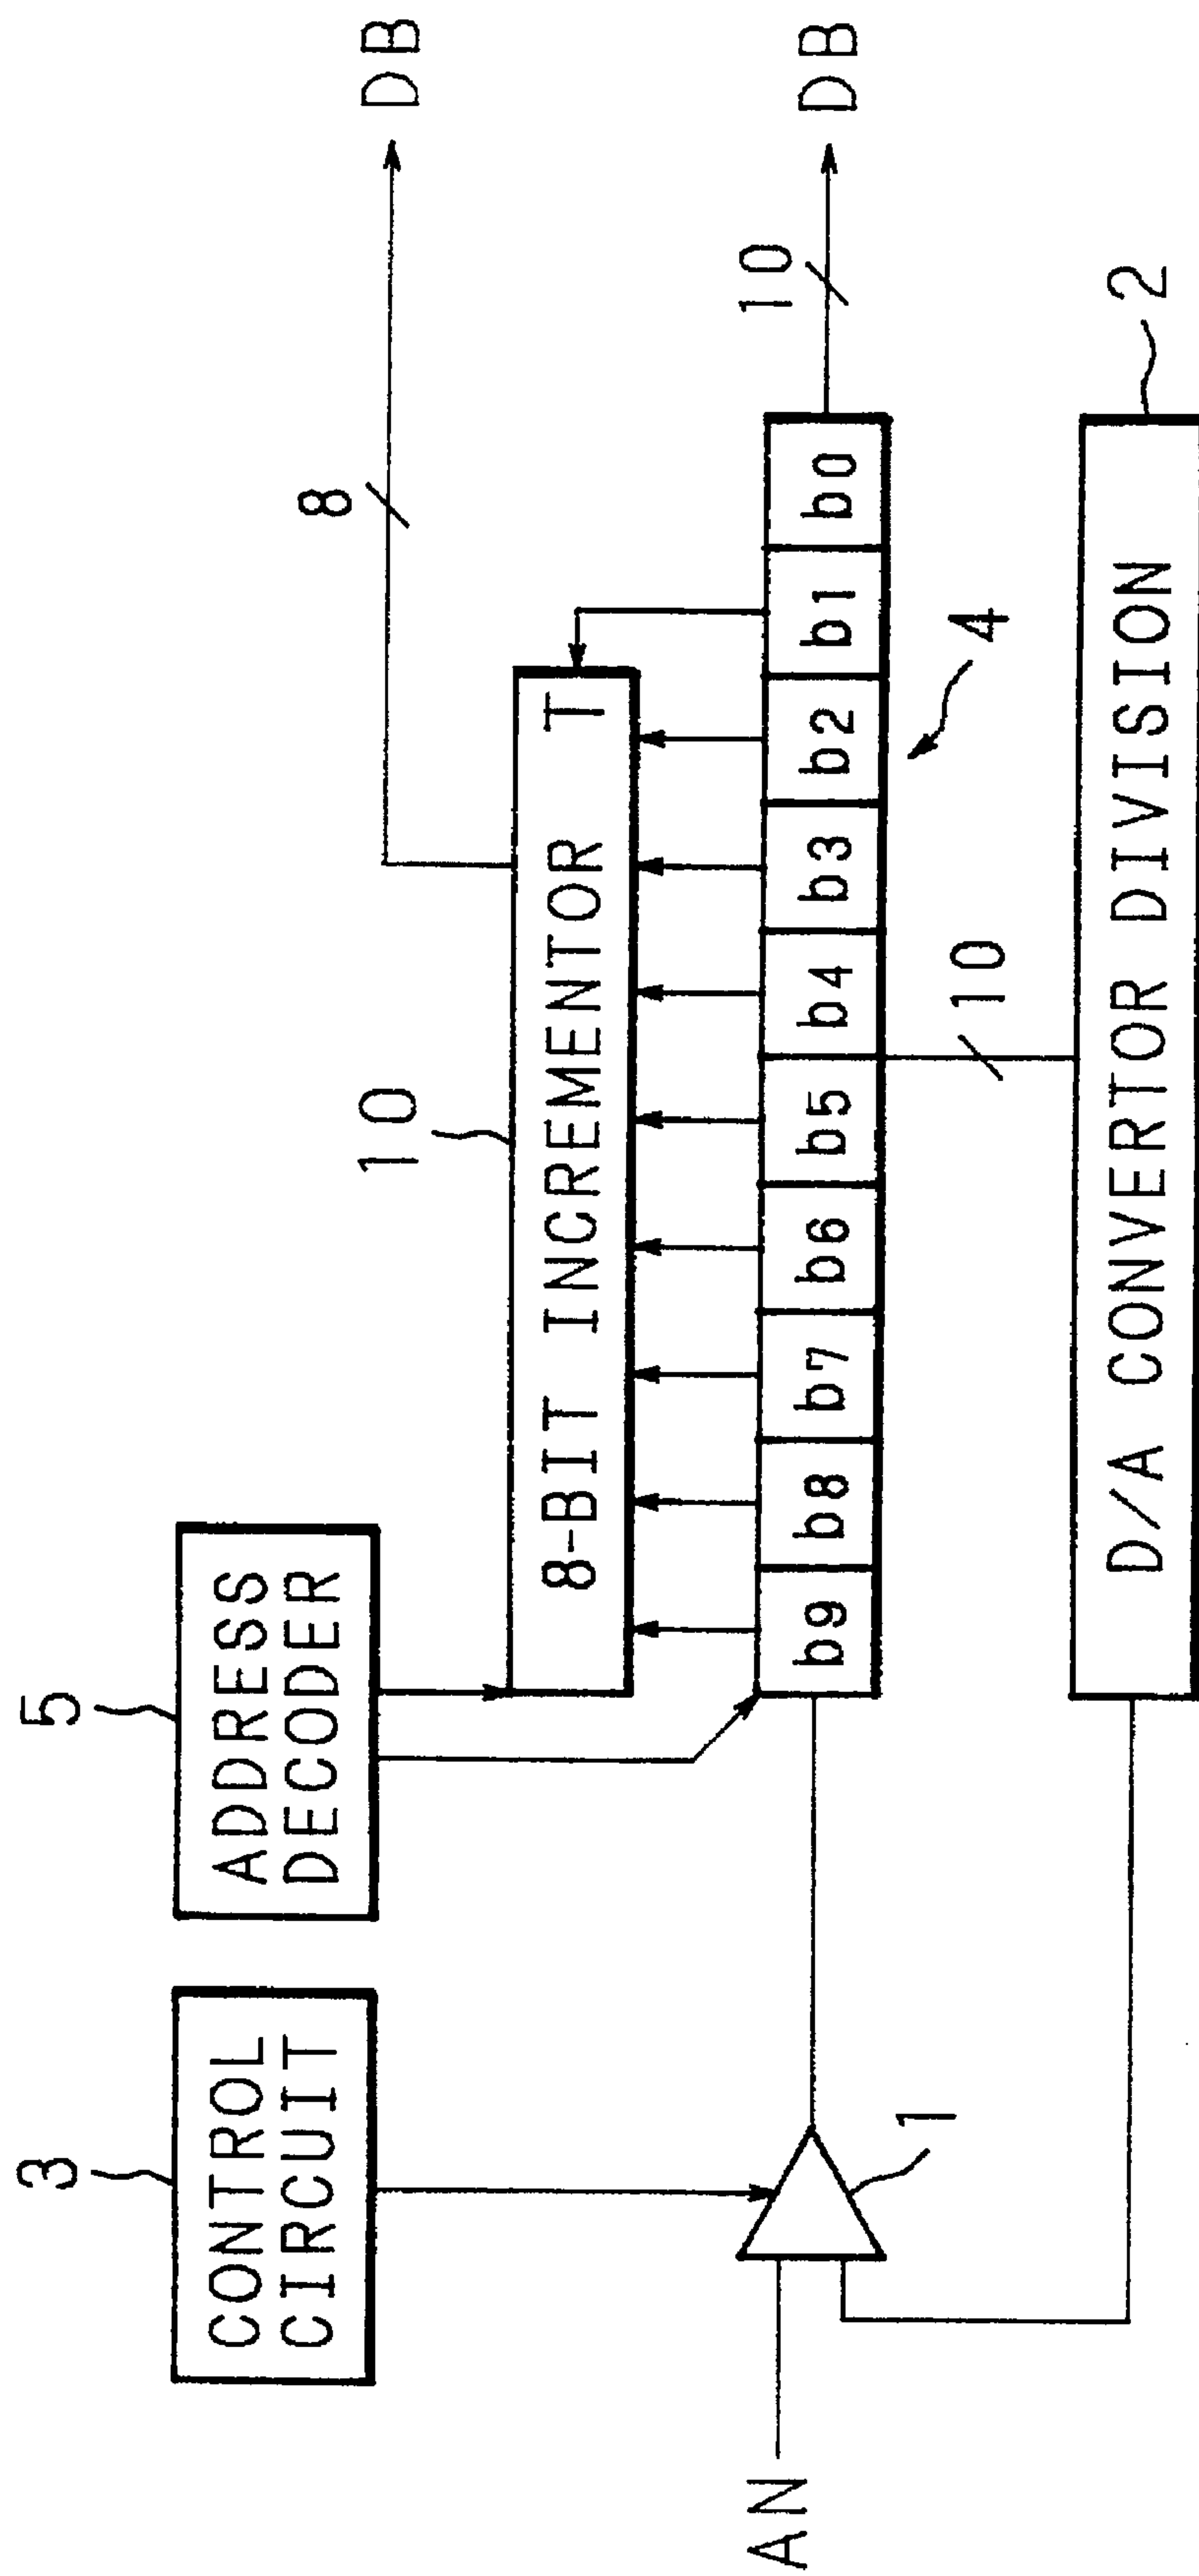 3
CONTROL
CIRCUIT
5
ADDRESS
DECODER
10
8-BIT INCREMENTOR T
8
DB
AN
1
b9 b8 b7 b6 b5 b4 b3 b2 b1 b0
10
DB
4
10
D/A CONVERTOR DIVISION
2